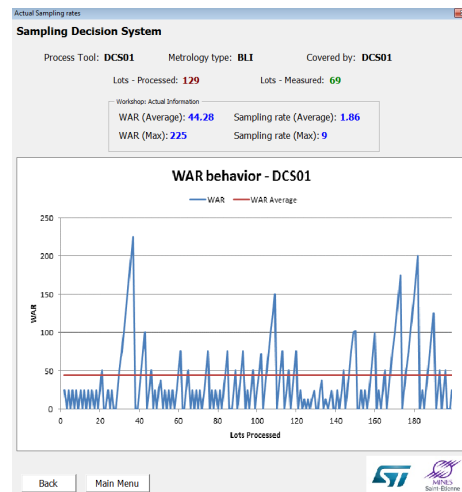 Actual Sampling rates
Sampling Decision System
Process Tool: DCS01 Metrology type: BLI Covered by: DCS01
Lots - Processed: 129 Lots - Measured: 69
Workshop: Actual Information
WAR (Average): 44.28 Sampling rate (Average): 1.86
WAR (Max): 225 Sampling rate (Max): 9
WAR behavior - DCS01
WAR WAR Average
250
200
150
100
50
0
WAR
0 20 40 60 80 100 120 140 160 180
Lots Processed
Back Main Menu
ST
MINES
Saint-Etienne